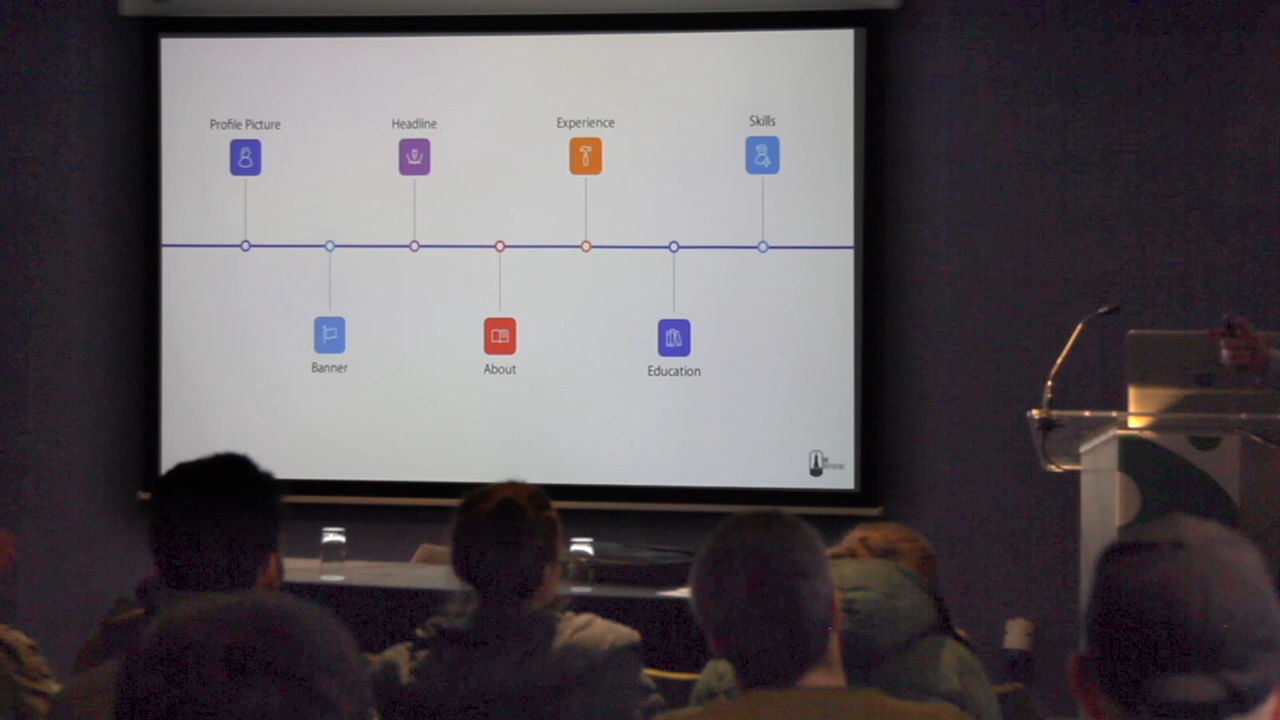 Profile Picture
Headline
Experience
Skills
Banner
About
Education